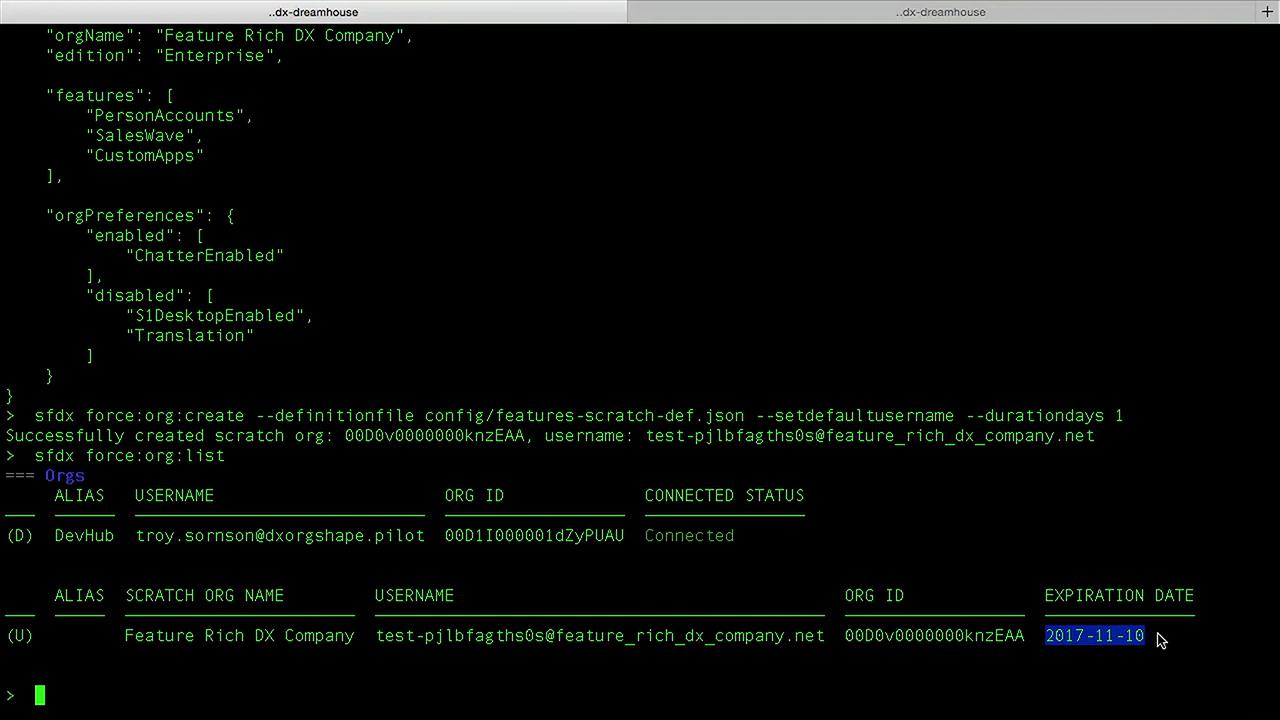 ..dx-dreamhouse ..dx-dreamhouse +
"orgName": "Feature Rich DX Company",
"edition": "Enterprise",
"features": [
"PersonAccounts",
"SalesWave",
"CustomApps"
],
"orgPreferences": {
"enabled": [
"ChatterEnabled"
],
"disabled": [
"S1DesktopEnabled",
"Translation"
]
}
}
> sfdx force:org:create --definitionfile config/features-scratch-def.json --setdefaultusername --durationdays 1
Successfully created scratch org: 00D0v0000000knzEAA, username: test-pjlbfagths0s@feature_rich_dx_company.net
> sfdx force:org:list
=== Orgs
ALIAS USERNAME ORG ID CONNECTED STATUS
(D) DevHub troy.sornson@dxorgshape.pilot 00D1I000001dZyPUAU Connected
ALIAS SCRATCH ORG NAME USERNAME ORG ID EXPIRATION DATE
(U) Feature Rich DX Company test-pjlbfagths0s@feature_rich_dx_company.net 00D0v0000000knzEAA 2017-11-10
>